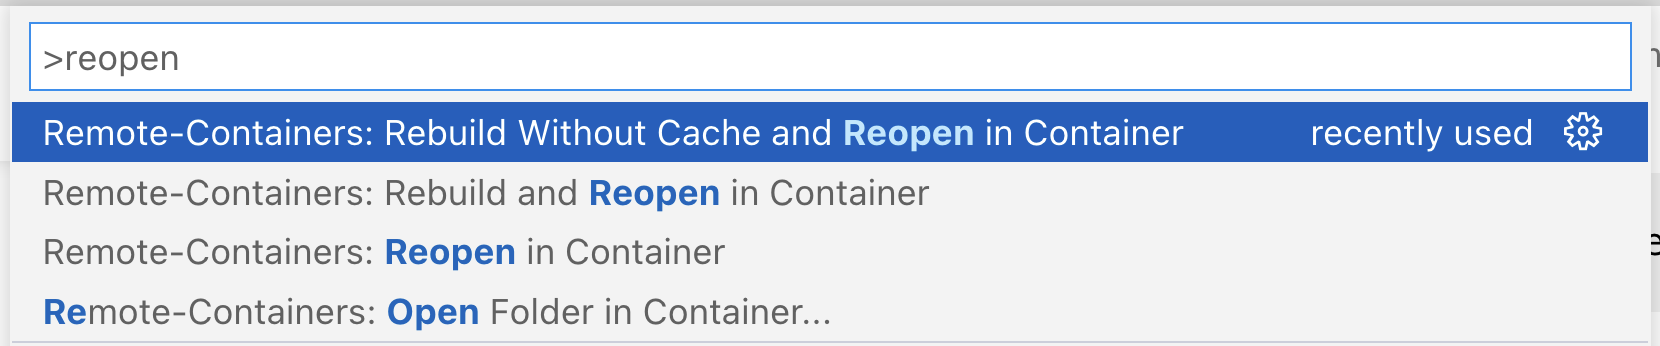 >reopen
Remote-Containers: Rebuild Without Cache and Reopen in Container recently used
Remote-Containers: Rebuild and Reopen in Container
Remote-Containers: Reopen in Container
Remote-Containers: Open Folder in Container...